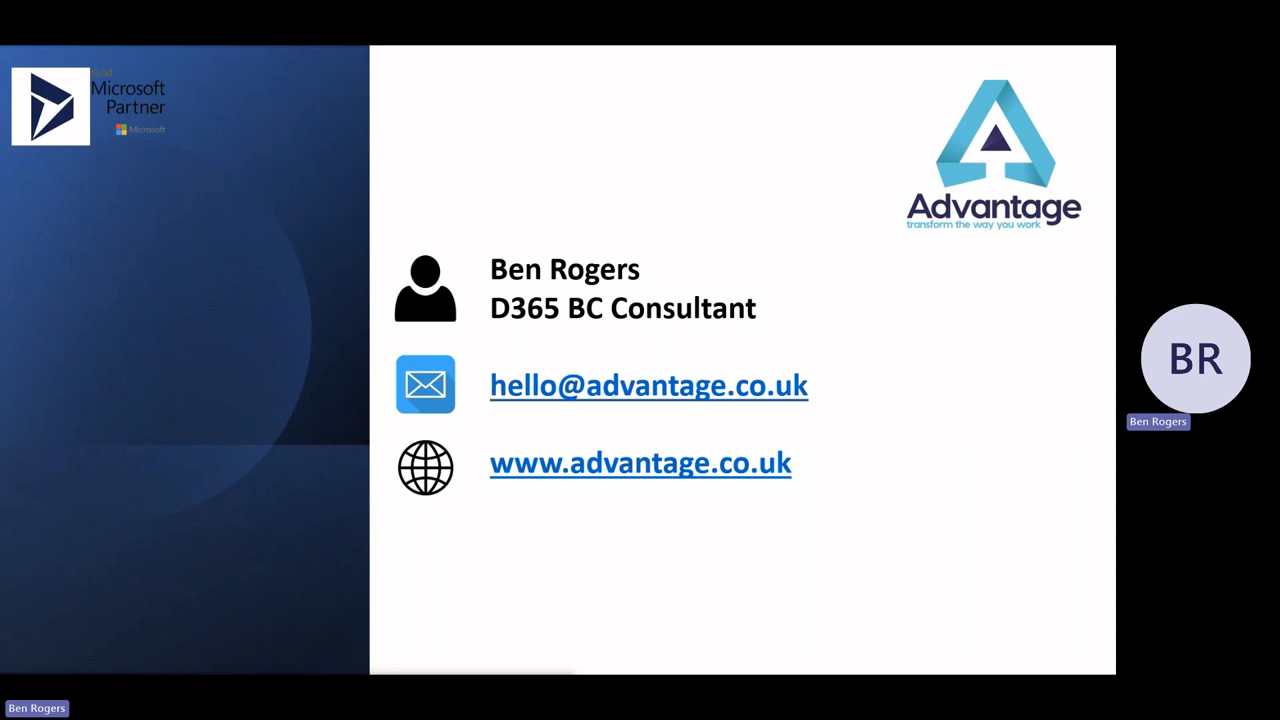 Gold
Microsoft
Partner
Microsoft
Advantage
transform the way you work
Ben Rogers
D365 BC Consultant
hello@advantage.co.uk
www.advantage.co.uk
BR
Ben Rogers
Ben Rogers